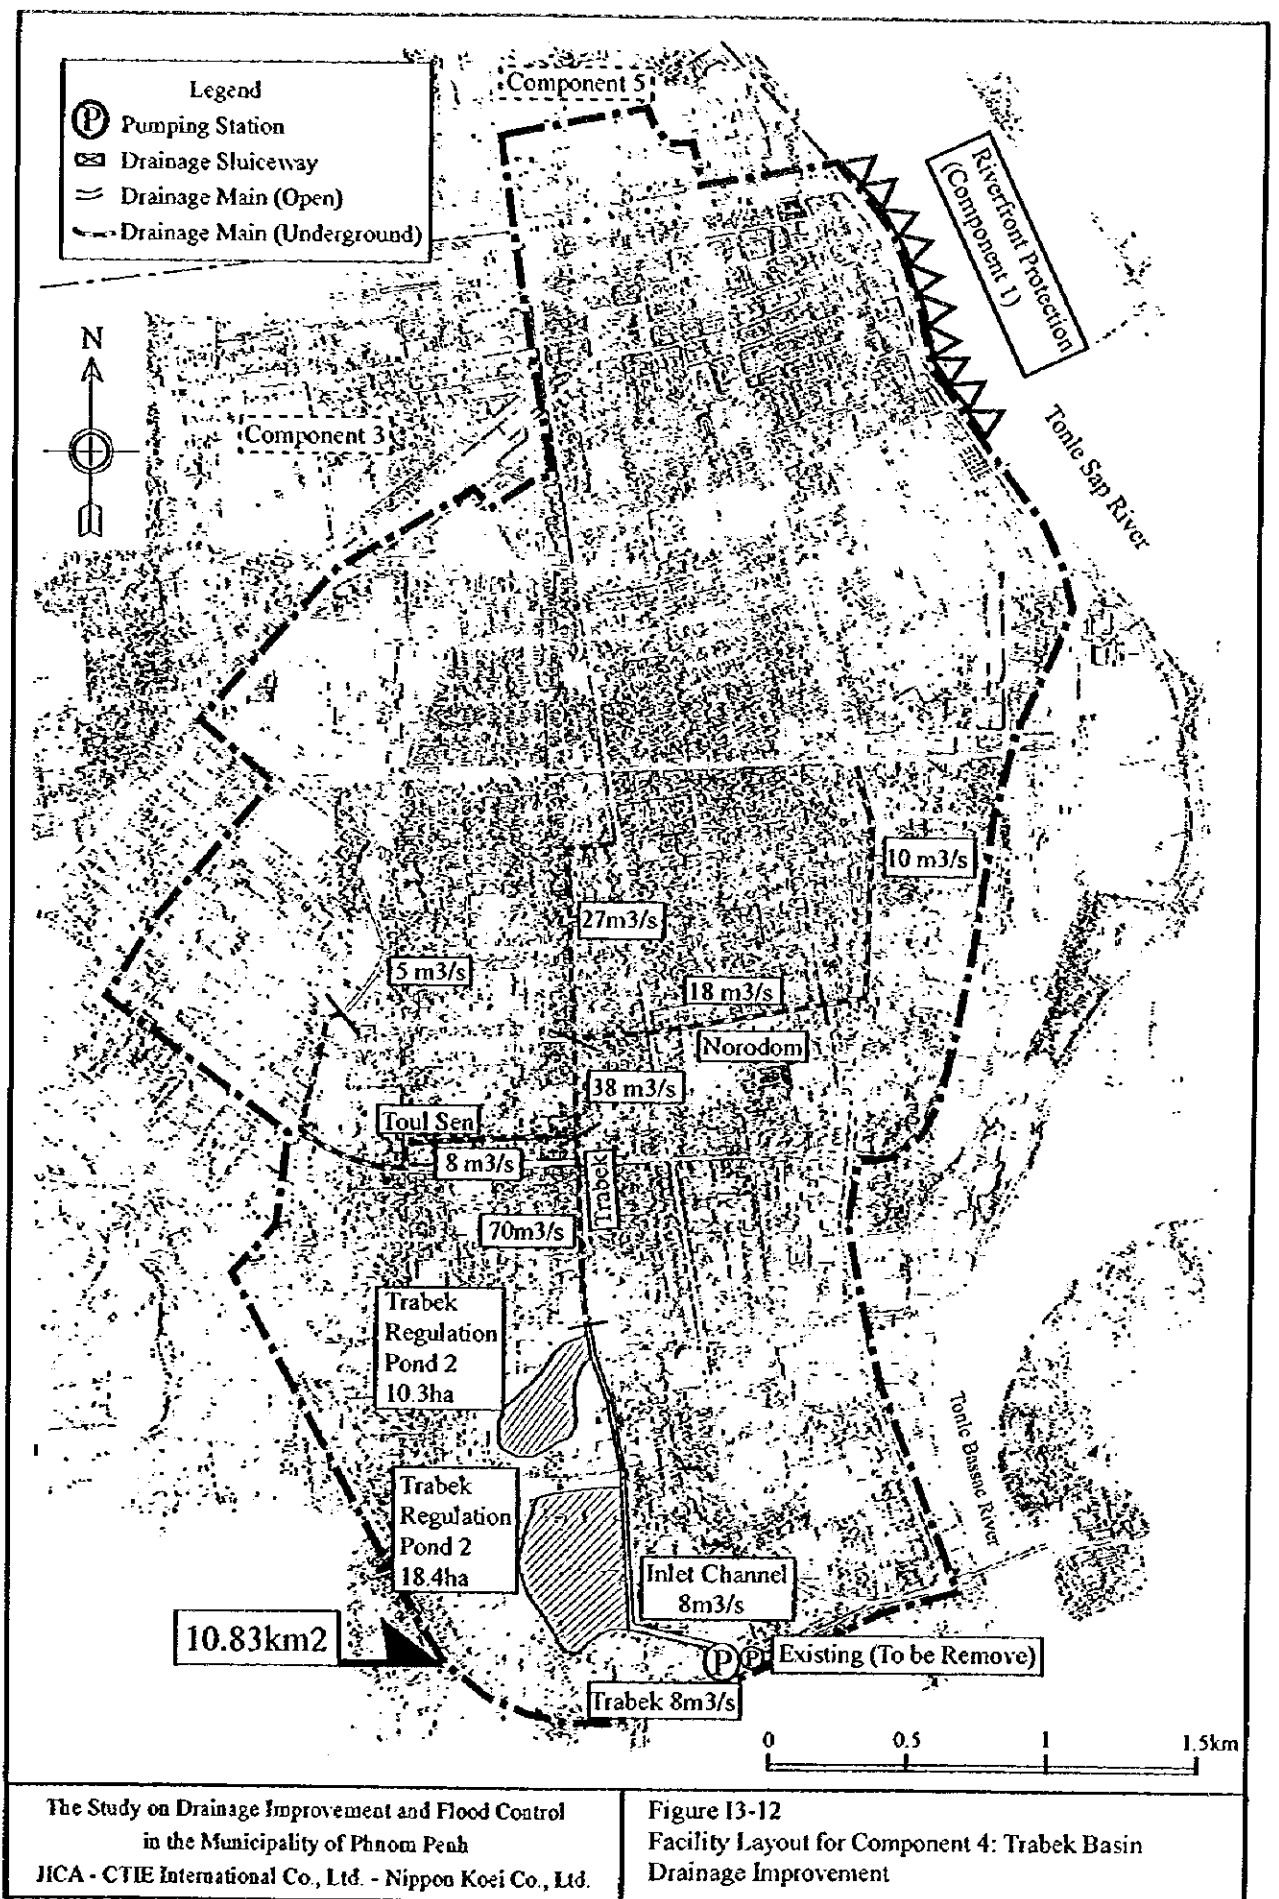 Legend
P Pumping Station
Drainage Sluiceway
Drainage Main (Open)
Drainage Main (Underground)
Component 5
Riverfront Protection
(Component 1)
N
Component 3
Tonle Sap River
10 m3/s
27m3/s
5 m3/s
18 m3/s
Norodom
38 m3/s
Toul Sen
8 m3/s
Trabek
70m3/s
Trabek
Regulation
Pond 2
10.3ha
Tonle Bassac River
Trabek
Regulation
Pond 2
18.4ha
Inlet Channel
8m3/s
10.83km2
P P Existing (To be Remove)
Trabek 8m3/s
0 0.5 1 1.5km
The Study on Drainage Improvement and Flood Control
in the Municipality of Phnom Penh
JICA - CTIE International Co., Ltd. - Nippon Koei Co., Ltd.
Figure I3-12
Facility Layout for Component 4: Trabek Basin
Drainage Improvement